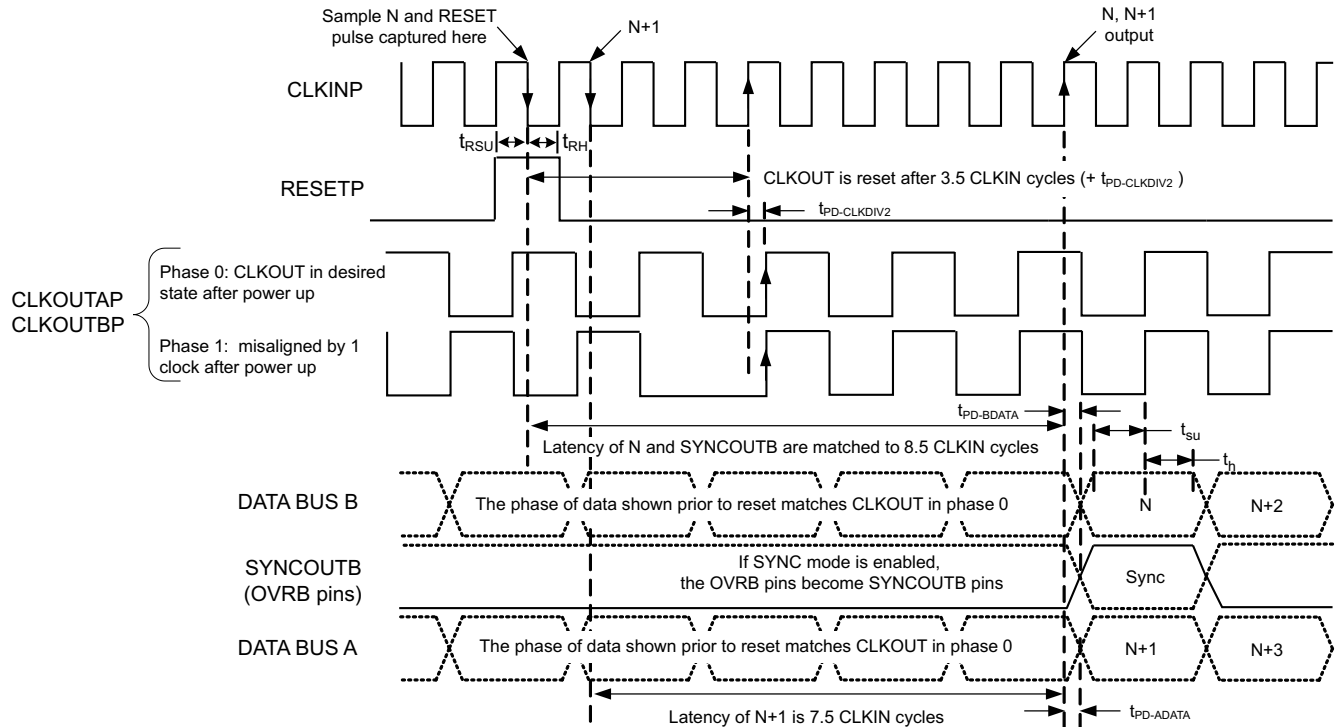 Sample N and RESET
pulse captured here
N+1
N, N+1
output
CLKINP
tRSU
tRH
RESETP
CLKOUT is reset after 3.5 CLKIN cycles (+ tPD-CLKDIV2 )
tPD-CLKDIV2
CLKOUTAP
CLKOUTBP
Phase 0: CLKOUT in desired
state after power up
Phase 1: misaligned by 1
clock after power up
tPD-BDATA
tsu
Latency of N and SYNCOUTB are matched to 8.5 CLKIN cycles
th
DATA BUS B
The phase of data shown prior to reset matches CLKOUT in phase 0
N
N+2
SYNCOUTB
(OVRB pins)
If SYNC mode is enabled,
the OVRB pins become SYNCOUTB pins
Sync
DATA BUS A
The phase of data shown prior to reset matches CLKOUT in phase 0
N+1
N+3
Latency of N+1 is 7.5 CLKIN cycles
tPD-ADATA